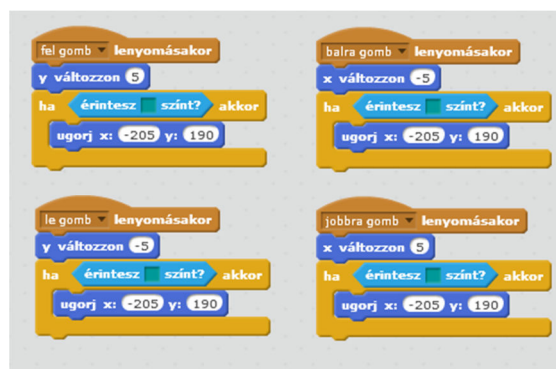 fel gomb lenyomásakor
y változzon 5
ha érintesz színt? akkor
ugorj x: -205 y: 190
balra gomb lenyomásakor
x változzon -5
ha érintesz színt? akkor
ugorj x: -205 y: 190
le gomb lenyomásakor
y változzon -5
ha érintesz színt? akkor
ugorj x: -205 y: 190
jobbra gomb lenyomásakor
x változzon 5
ha érintesz színt? akkor
ugorj x: -205 y: 190